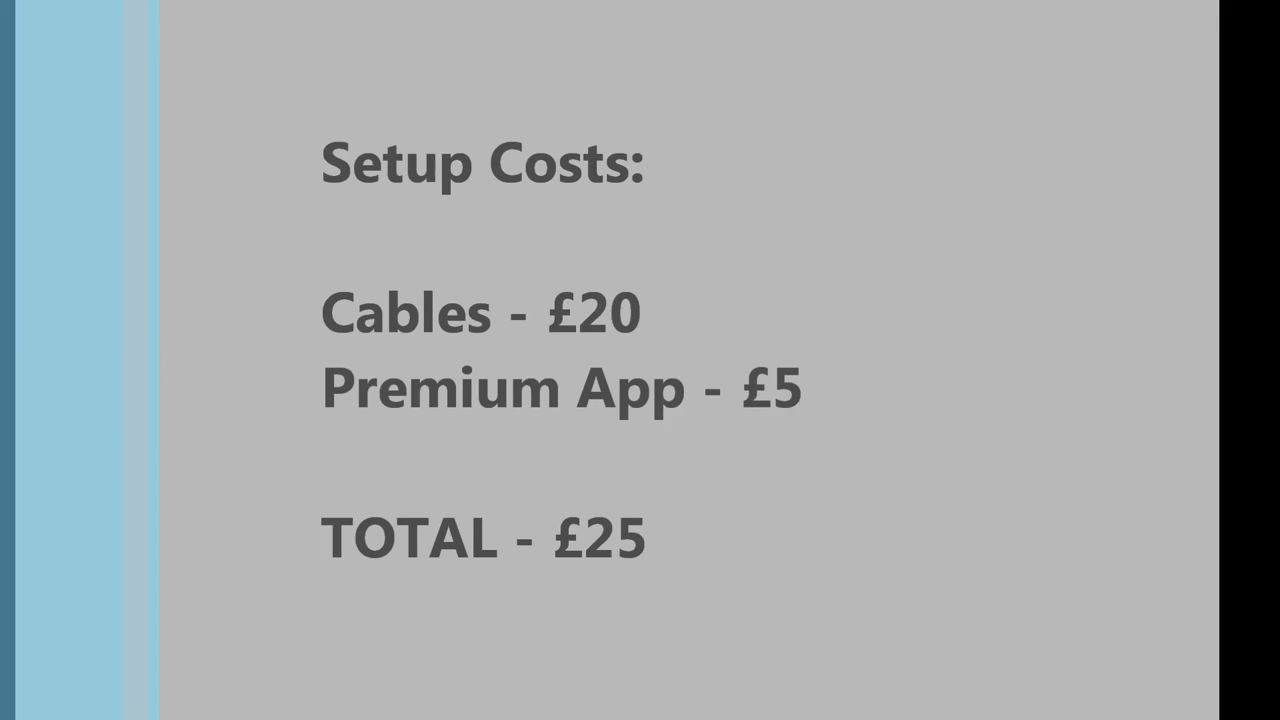 Setup Costs:
Cables - £20
Premium App - £5
TOTAL - £25